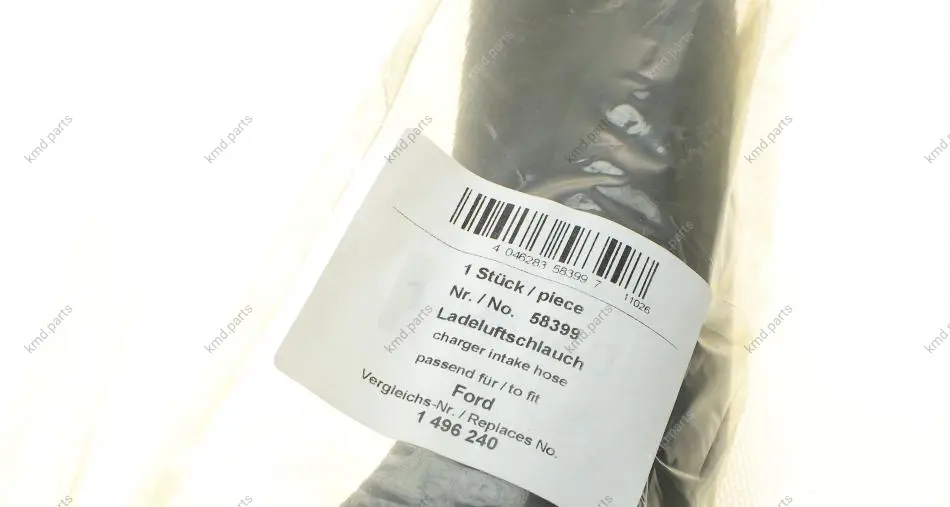 4 046283 58399 7
11026
1 Stück / piece
Nr. / No. 58399
Ladeluftschlauch
charger intake hose
passend für / to fit
Ford
Vergleichs-Nr. / Replaces No.
1 496 240
kmd.parts